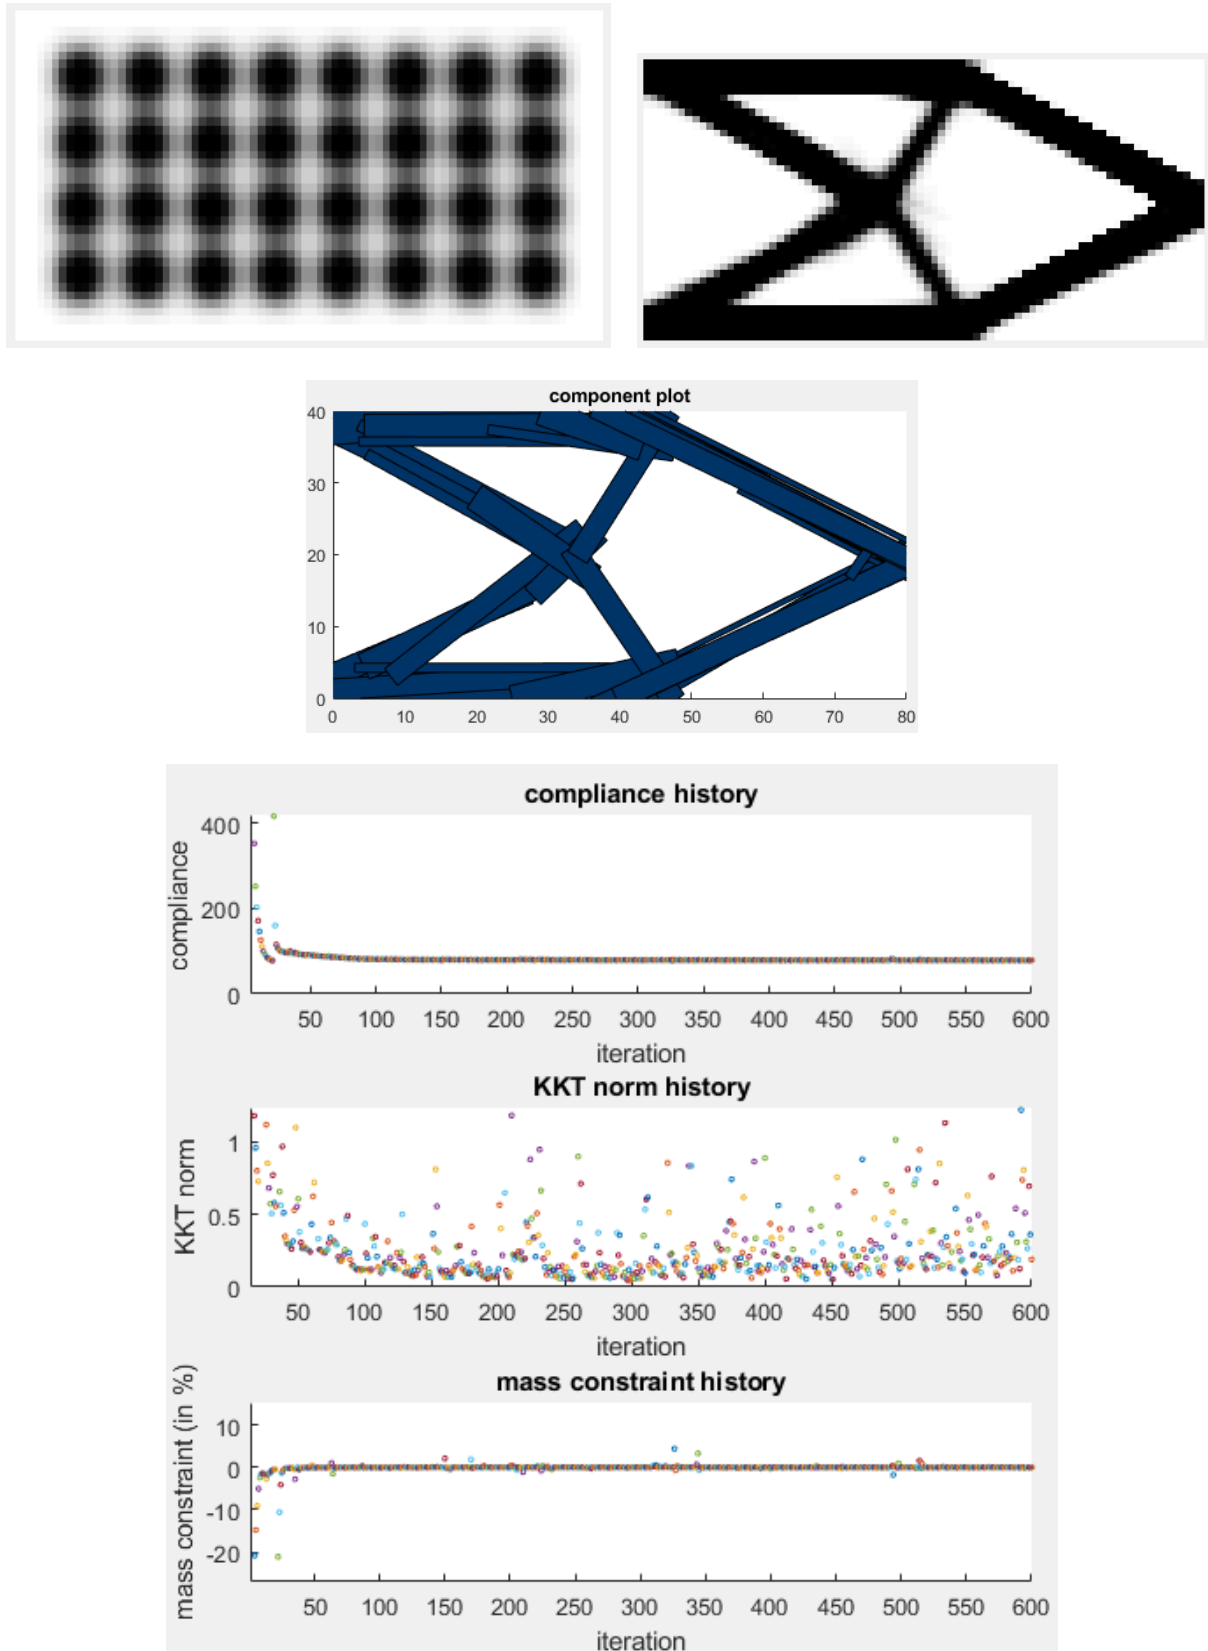 component plot
40
30
20
10
0
0 10 20 30 40 50 60 70 80
compliance history
compliance
400
200
0
50 100 150 200 250 300 350 400 450 500 550 600
iteration
KKT norm history
KKT norm
1
0.5
0
50 100 150 200 250 300 350 400 450 500 550 600
iteration
mass constraint history
mass constraint (in %)
10
0
-10
-20
50 100 150 200 250 300 350 400 450 500 550 600
iteration